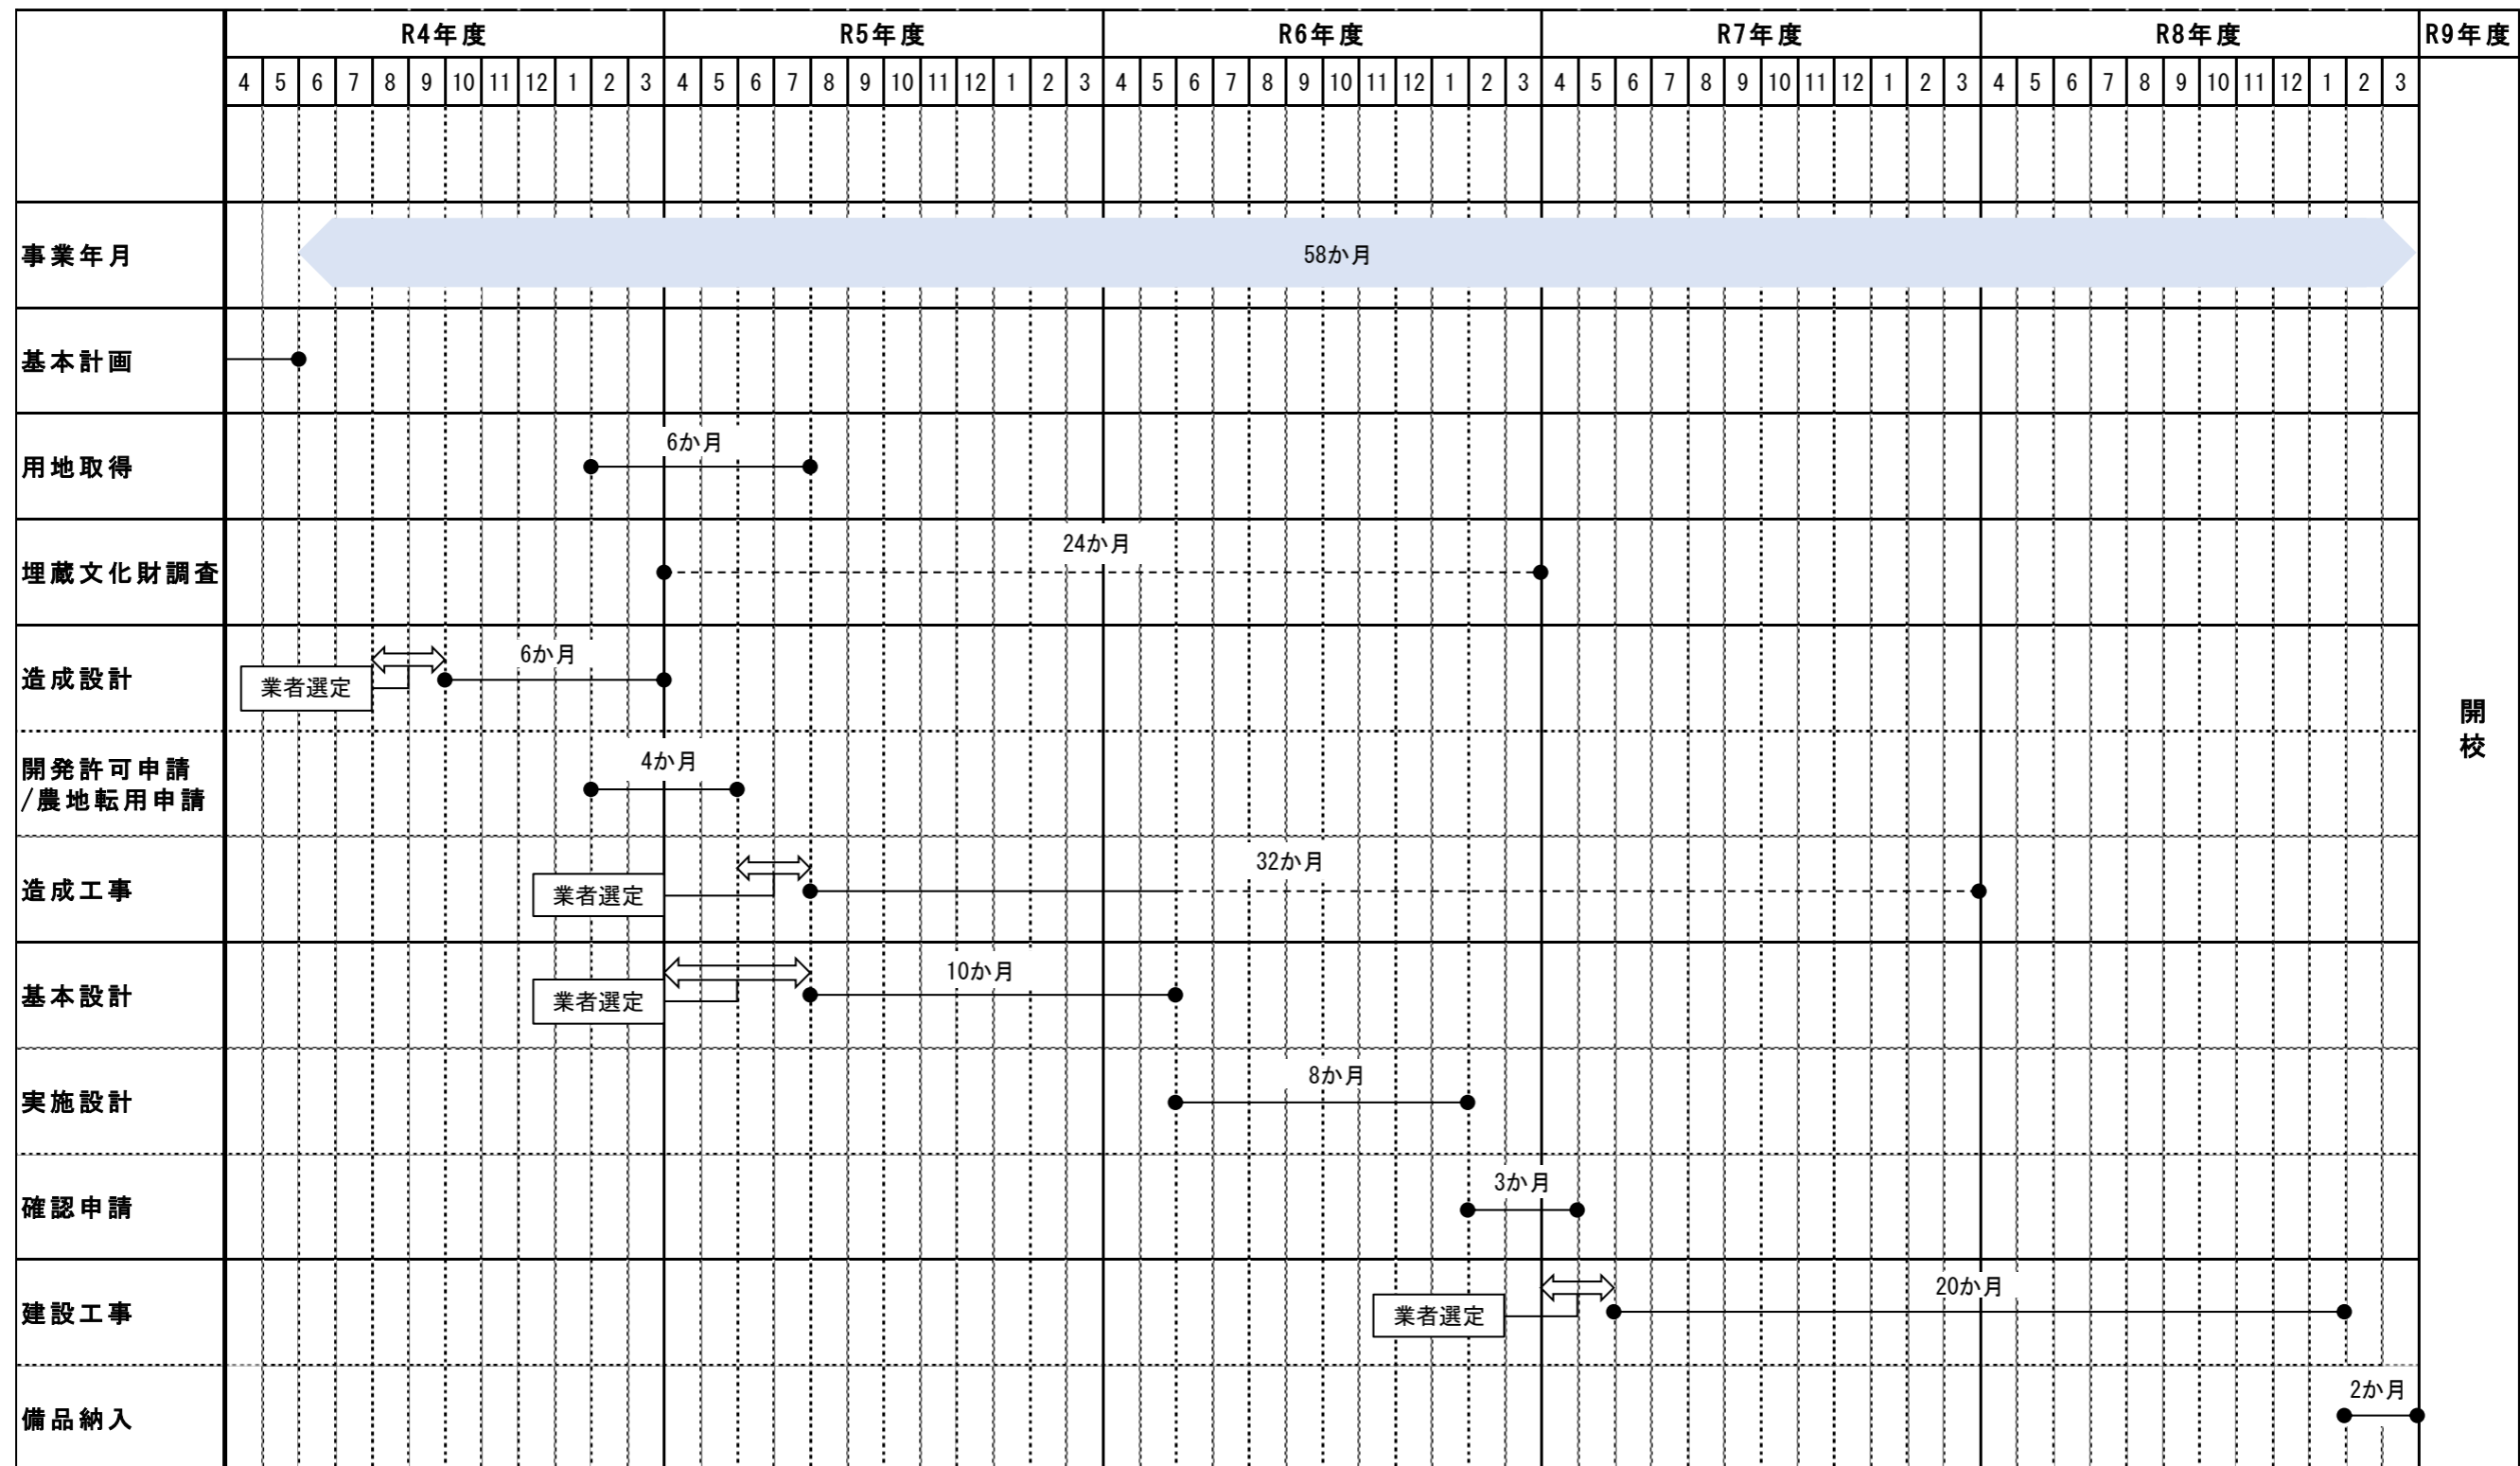 R4年度 R5年度 R6年度 R7年度 R8年度 R9年度
4 5 6 7 8 9 10 11 12 1 2 3 4 5 6 7 8 9 10 11 12 1 2 3 4 5 6 7 8 9 10 11 12 1 2 3 4 5 6 7 8 9 10 11 12 1 2 3 4 5 6 7 8 9 10 11 12 1 2 3
事業年月 58か月
基本計画
用地取得 6か月
埋蔵文化財調査 24か月
造成設計 業者選定 6か月
開発許可申請
/農地転用申請 4か月
造成工事 業者選定 32か月
基本設計 業者選定 10か月
実施設計 8か月
確認申請 3か月
建設工事 業者選定 20か月
備品納入 2か月
開
校